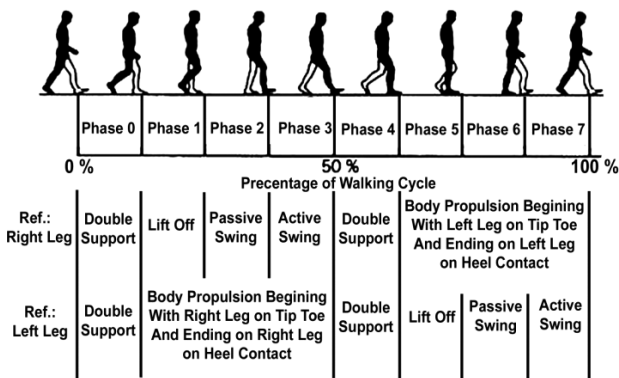 Phase 0 Phase 1 Phase 2 Phase 3 Phase 4 Phase 5 Phase 6 Phase 7
0 % 50 % 100 %
Precentage of Walking Cycle
Ref.:
Right Leg
Double
Support
Lift Off
Passive
Swing
Active
Swing
Double
Support
Body Propulsion Begining
With Left Leg on Tip Toe
And Ending on Left Leg
on Heel Contact
Ref.:
Left Leg
Double
Support
Body Propulsion Begining
With Right Leg on Tip Toe
And Ending on Right Leg
on Heel Contact
Double
Support
Lift Off
Passive
Swing
Active
Swing